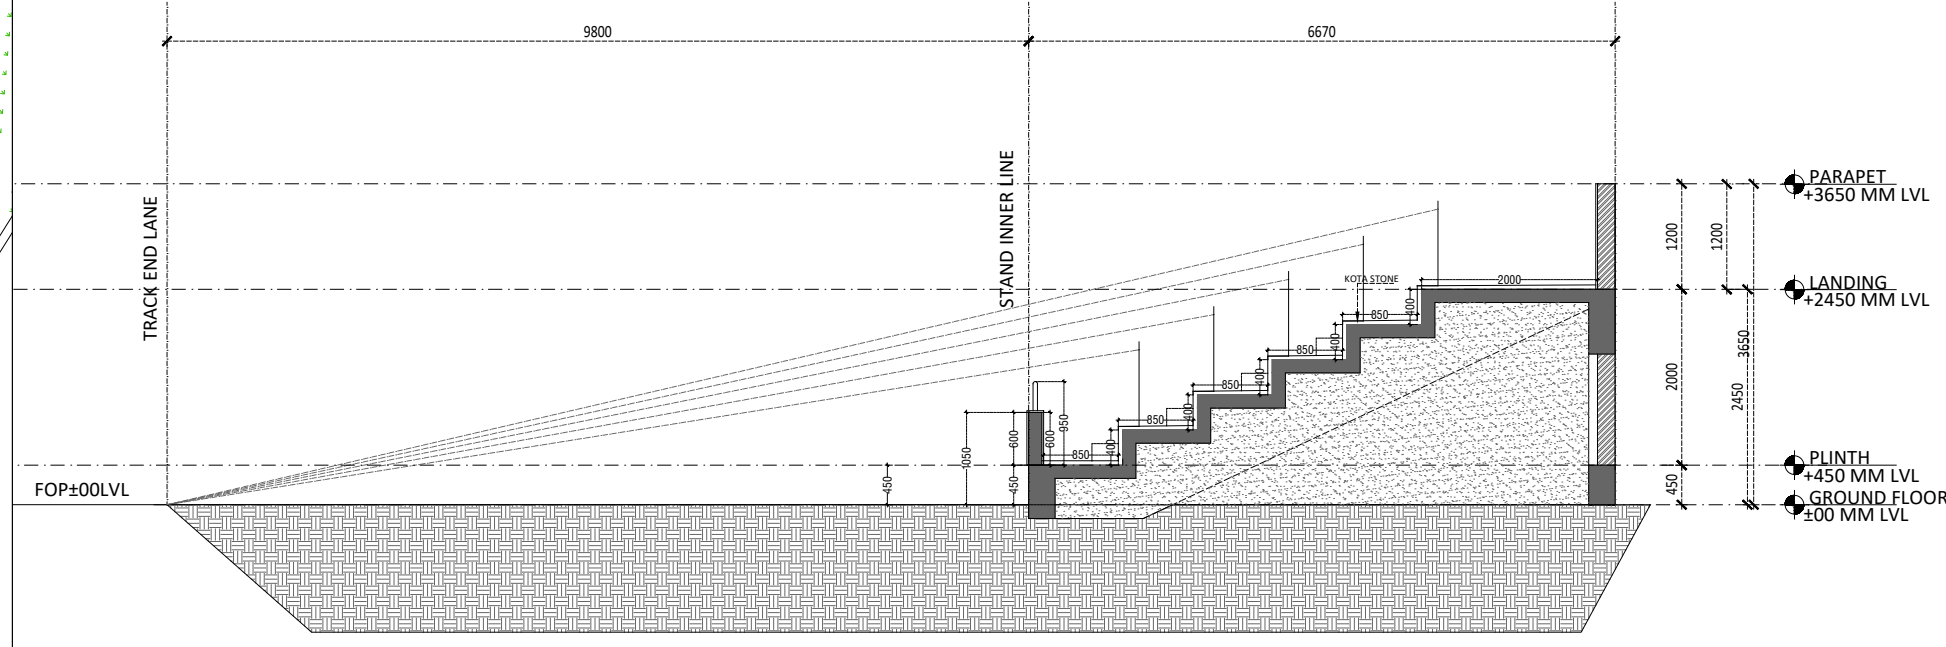 9800
6670
TRACK END LANE
STAND INNER LINE
PARAPET
+3650 MM LVL
1200
1200
KOTA STONE
2000
LANDING
+2450 MM LVL
850
400
850
400
850
400
850
400
850
400
850
950
600
600
1050
450
450
2000
3650
2450
450
FOP±00LVL
PLINTH
+450 MM LVL
GROUND FLOOR
±00 MM LVL